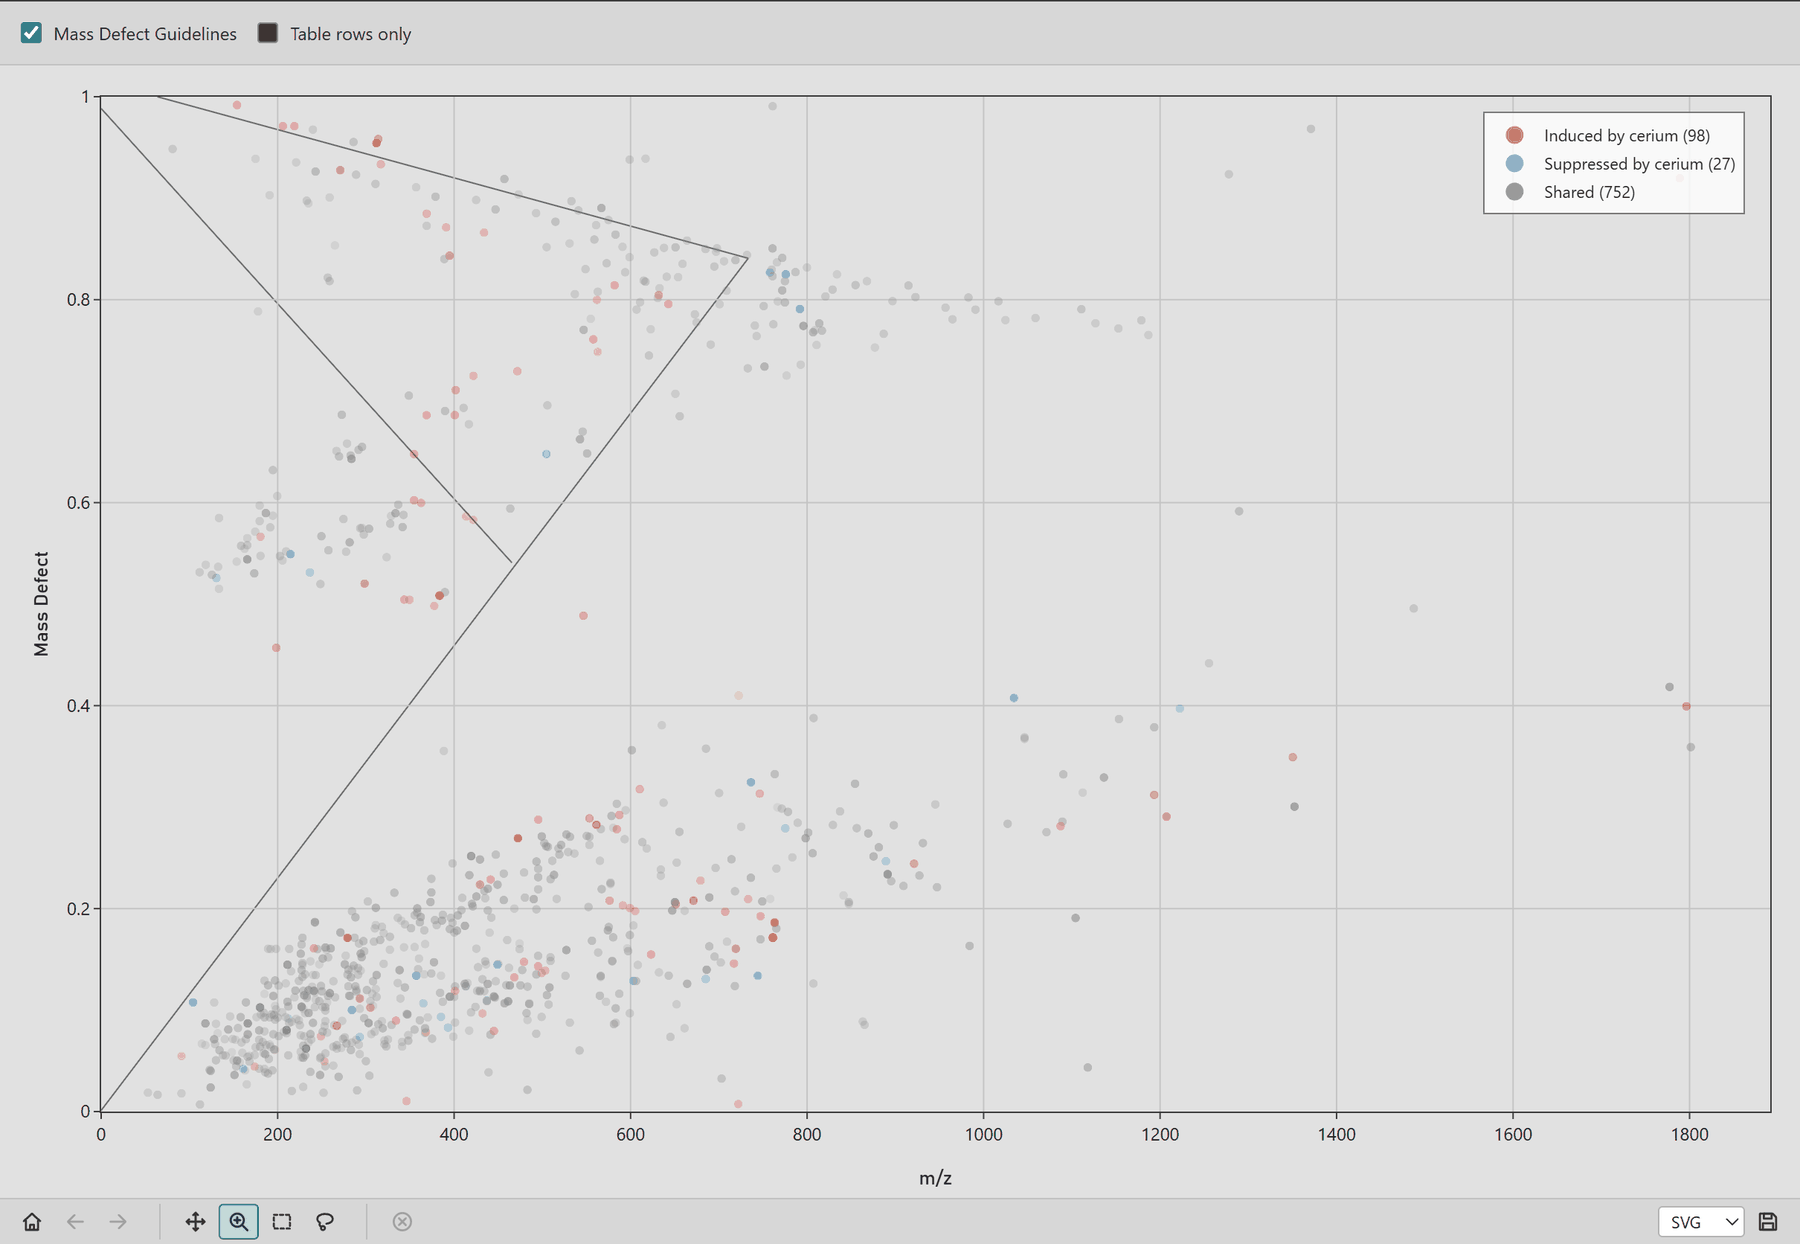 Mass Defect Guidelines Table rows only
1
Induced by cerium (98)
Suppressed by cerium (27)
Shared (752)
0.8
0.6
Mass Defect
0.4
0.2
0
0 200 400 600 800 1000 1200 1400 1600 1800
m/z
SVG